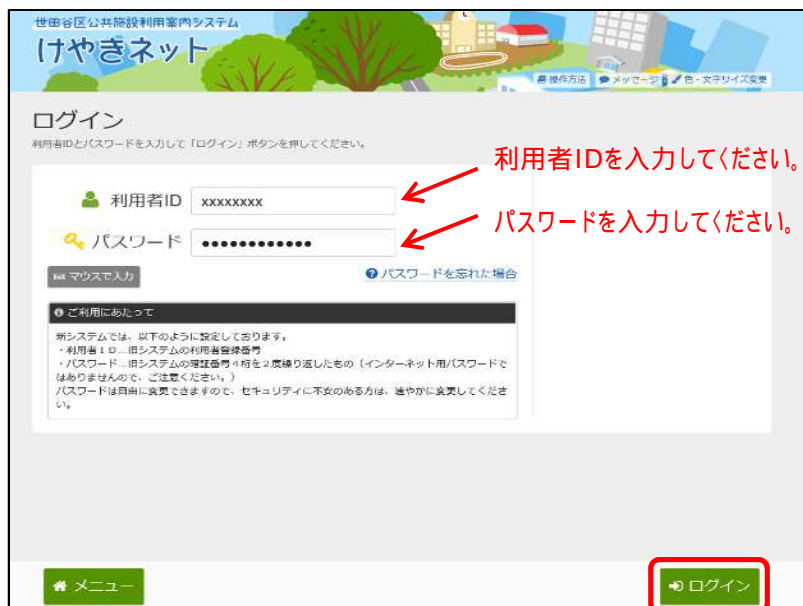 世田谷区公共施設利用案内システム
けやきネット
操作方法 メッセージ 色・文字サイズ変更
ログイン
利用者IDとパスワードを入力して「ログイン」ボタンを押してください。
利用者IDを入力してください。
利用者ID xxxxxxxx
パスワードを入力してください。
パスワード ●●●●●●●●●●●●
マウスで入力 パスワードを忘れた場合
ご利用にあたって
新システムでは、以下のように設定しております。
・利用者ID…旧システムの利用者登録番号
・パスワード…旧システムの暗証番号4桁を2度繰り返したもの（インターネット用パスワードで
はありませんので、ご注意ください。）
パスワードは自由に変更できますので、セキュリティに不安のある方は、速やかに変更してくださ
い。
メニュー ログイン